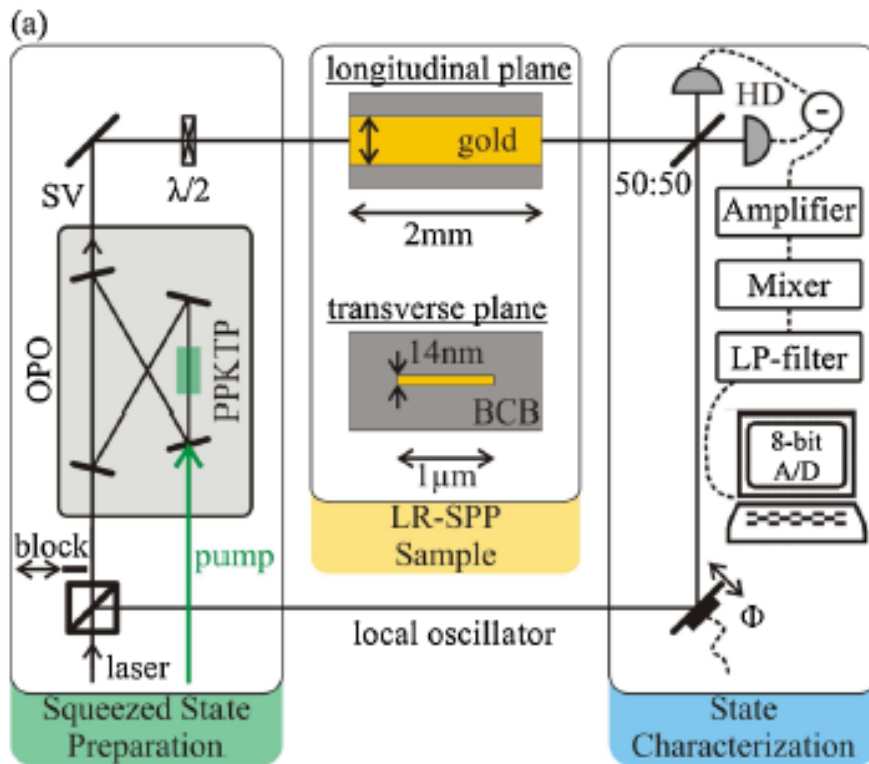 (a)
SV
λ/2
OPO
PPKTP
block
pump
laser
Squeezed State
Preparation
longitudinal plane
gold
2mm
transverse plane
14nm
BCB
1μm
LR-SPP
Sample
local oscillator
HD
-
50:50
Amplifier
Mixer
LP-filter
8-bit
A/D
Φ
State
Characterization